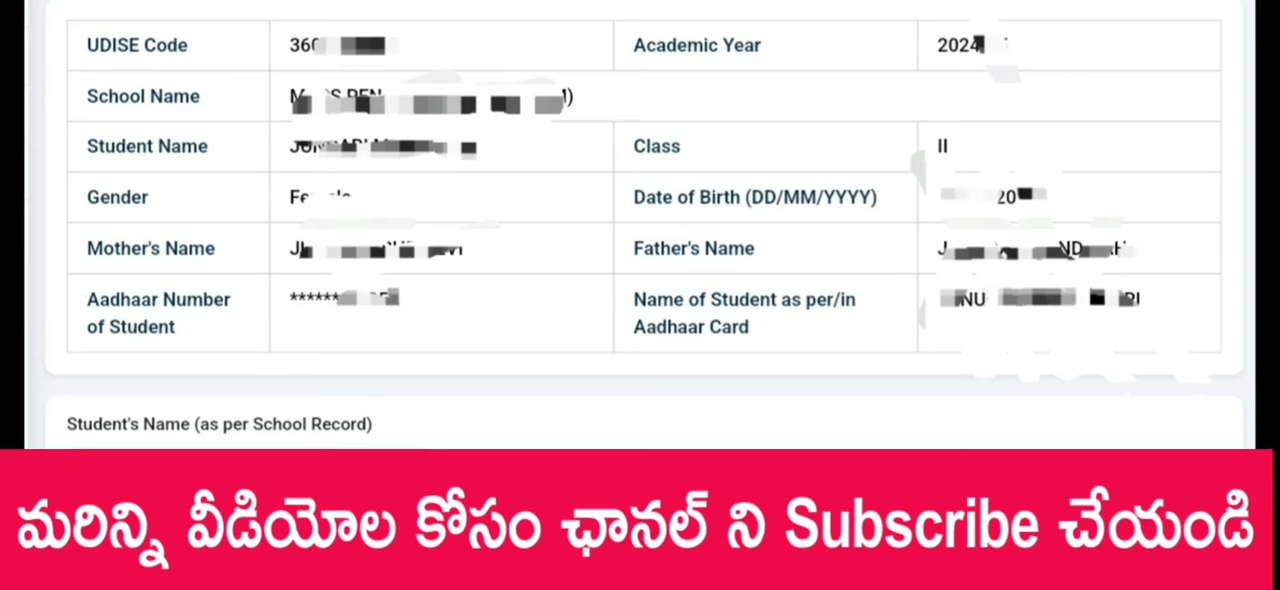 UDISE Code Academic Year 2024
School Name
Student Name Class II
Gender Date of Birth (DD/MM/YYYY)
Mother's Name Father's Name
Aadhaar Number Name of Student as per/in
of Student Aadhaar Card
Student's Name (as per School Record)
మరిన్ని వీడియోల కోసం ఛానల్ ని Subscribe చేయండి